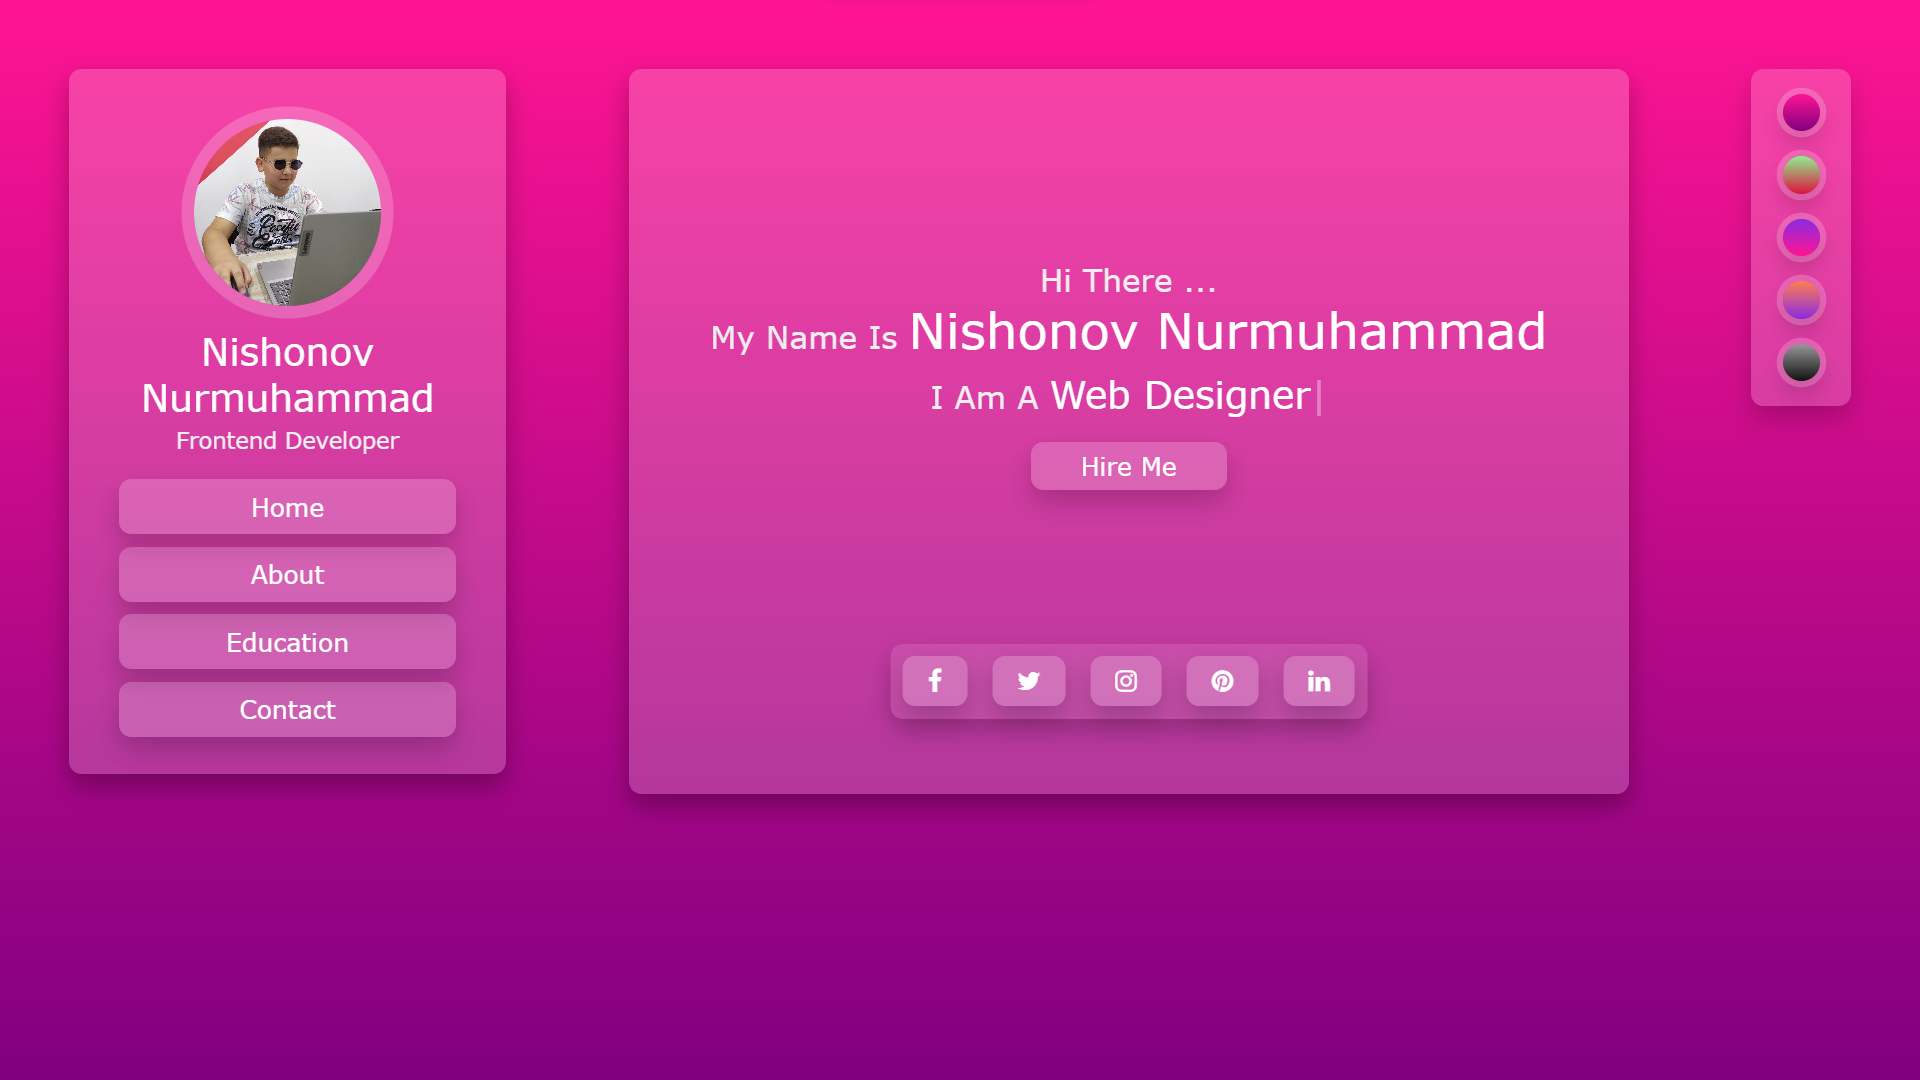 Nishonov
Nurmuhammad
Frontend Developer
Home
About
Education
Contact
Hi There ...
My Name Is Nishonov Nurmuhammad
I Am A Web Designer
Hire Me